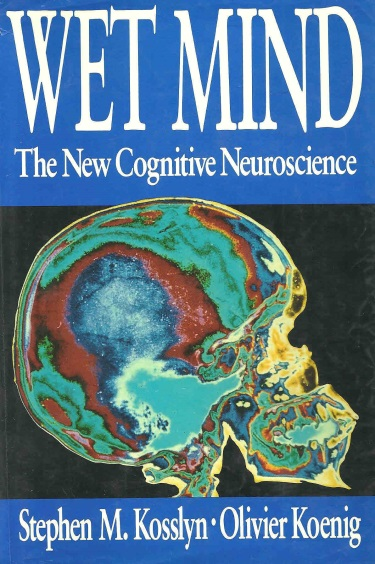 WET MIND
The New Cognitive Neuroscience
Stephen M. Kosslyn · Olivier Koenig